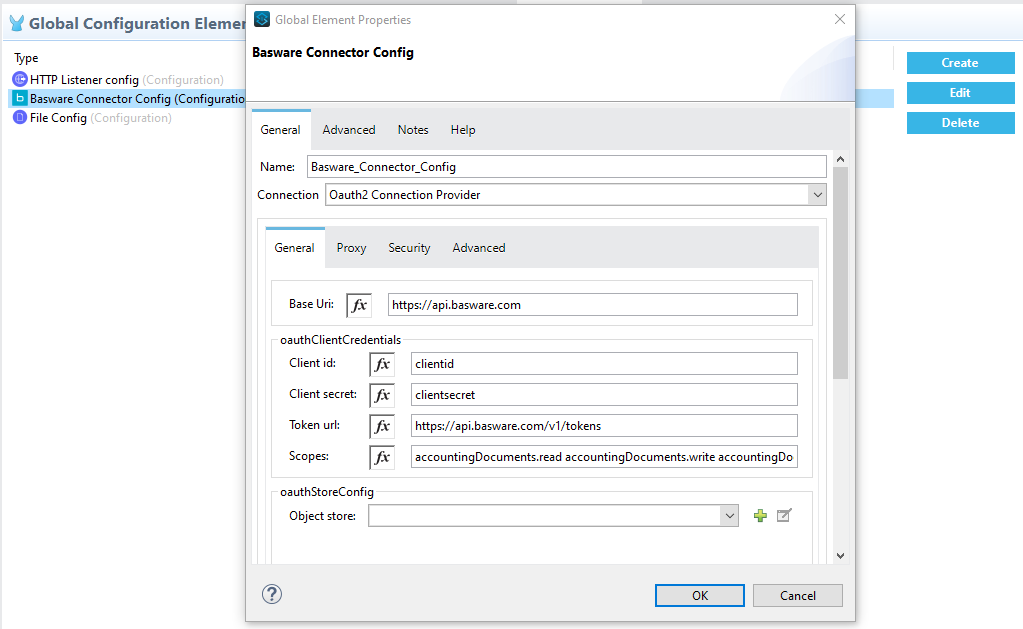 Global Configuration Elemen
Type
HTTP Listener config (Configuration)
Basware Connector Config (Configuratio
File Config (Configuration)
Create
Edit
Delete
Global Element Properties
Basware Connector Config
General Advanced Notes Help
Name: Basware_Connector_Config
Connection Oauth2 Connection Provider
General Proxy Security Advanced
Base Uri: fx https://api.basware.com
oauthClientCredentials
Client id: fx clientid
Client secret: fx clientsecret
Token url: fx https://api.basware.com/v1/tokens
Scopes: fx accountingDocuments.read accountingDocuments.write accountingDo
oauthStoreConfig
Object store:
?
OK Cancel